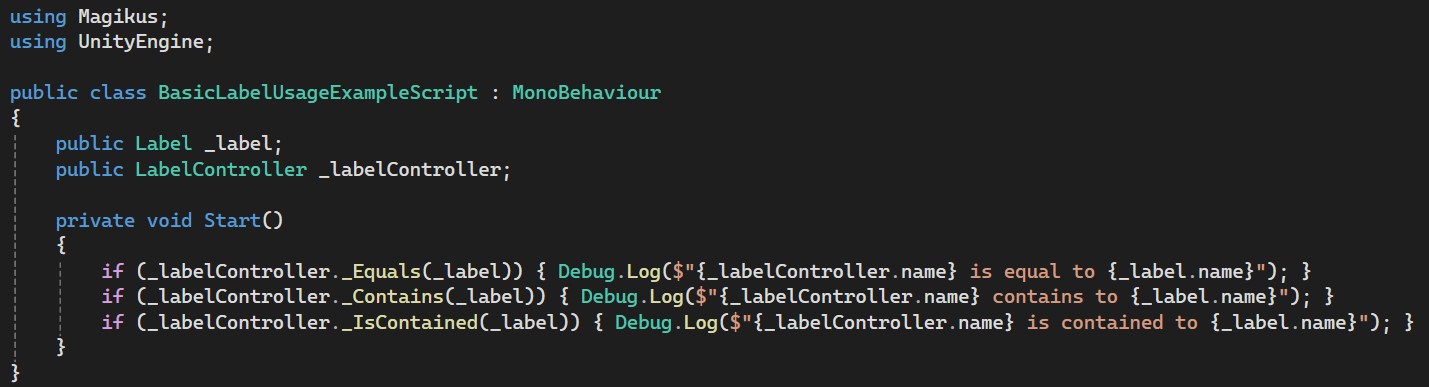 using Magikus;
using UnityEngine;

public class BasicLabelUsageExampleScript : MonoBehaviour
{
    public Label _label;
    public LabelController _labelController;

    private void Start()
    {
        if (_labelController._Equals(_label)) { Debug.Log($"{_labelController.name} is equal to {_label.name}"); }
        if (_labelController._Contains(_label)) { Debug.Log($"{_labelController.name} contains to {_label.name}"); }
        if (_labelController._IsContained(_label)) { Debug.Log($"{_labelController.name} is contained to {_label.name}"); }
    }
}